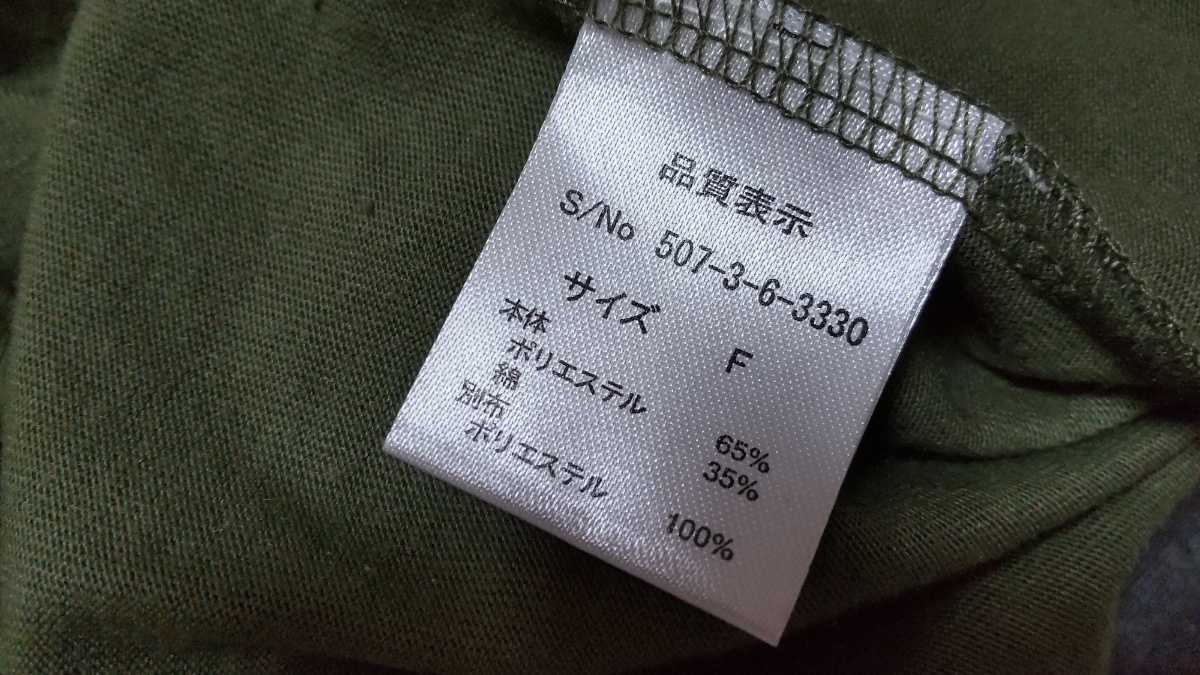 品質表示
S/No 507-3-6-3330
サイズ F
本体
ポリエステル 65%
綿 35%
別布
ポリエステル 100%